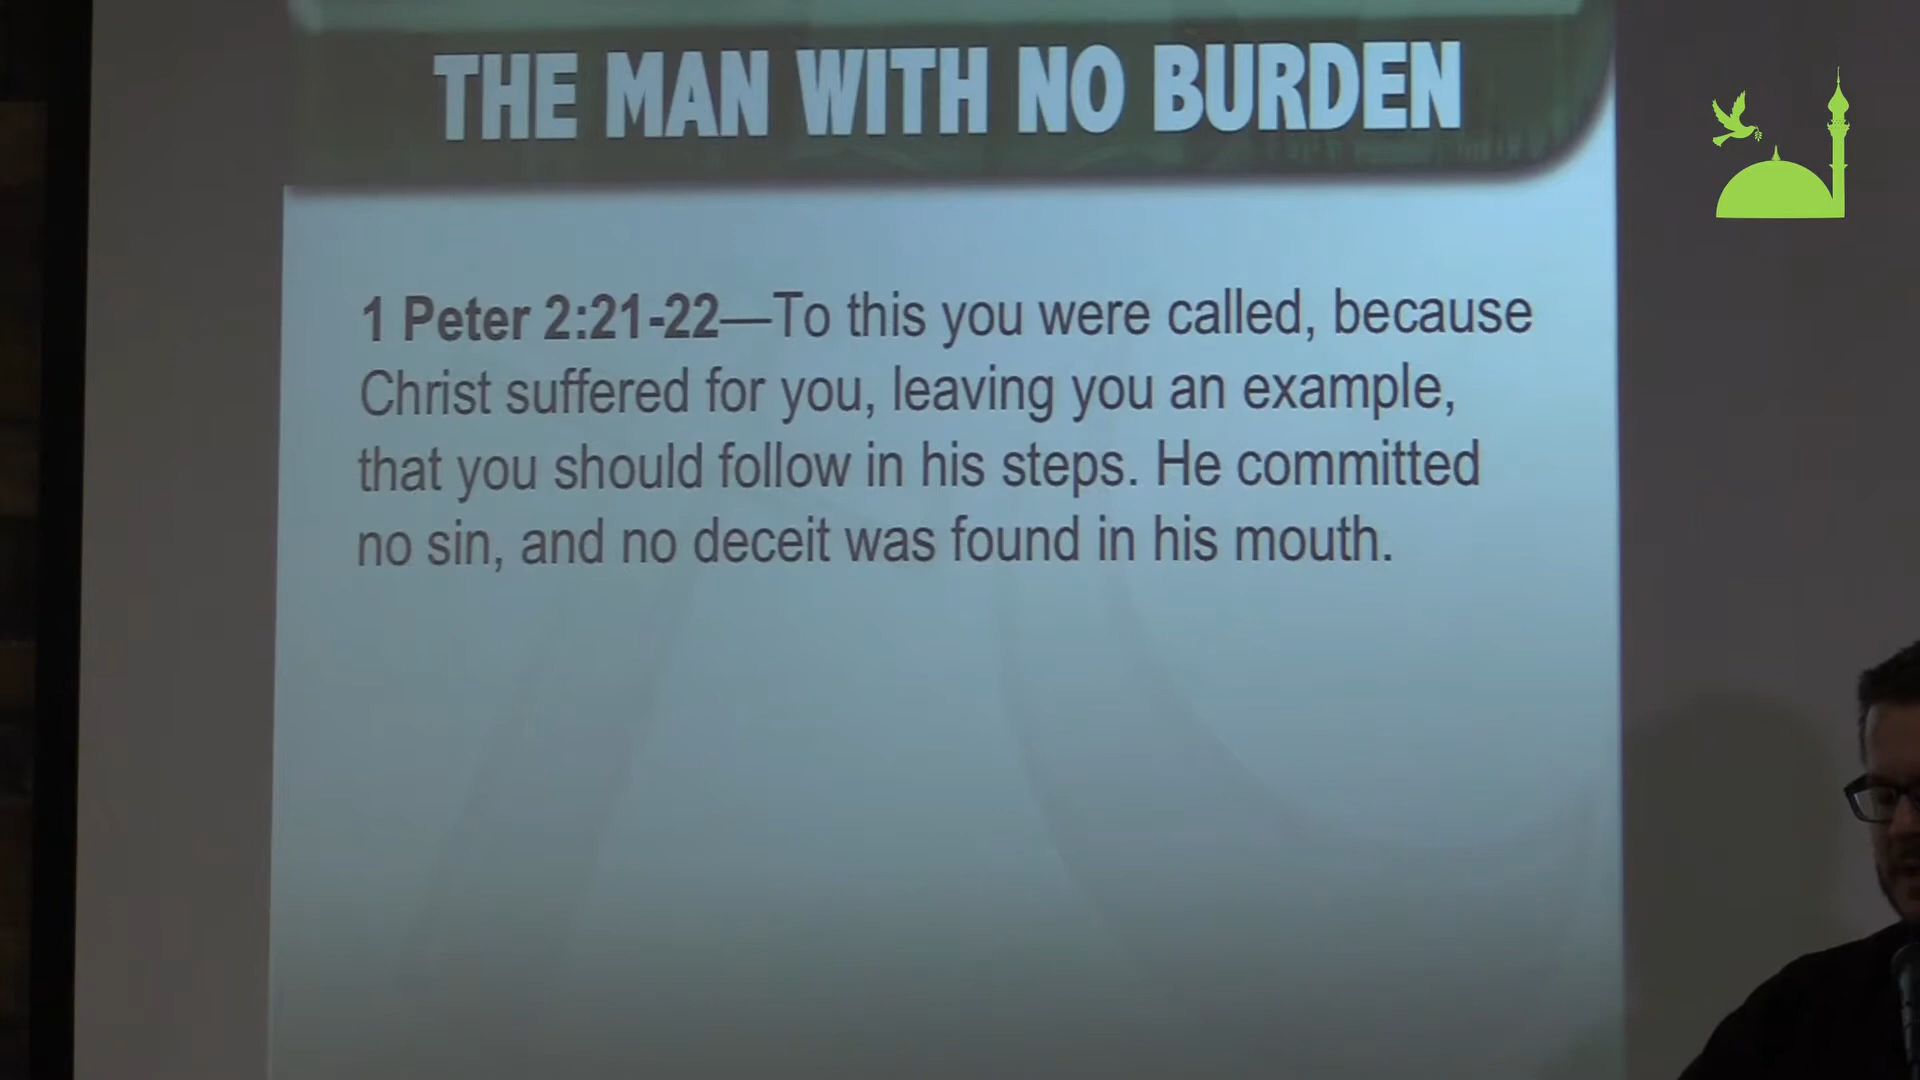 THE MAN WITH NO BURDEN
1 Peter 2:21-22—To this you were called, because
Christ suffered for you, leaving you an example,
that you should follow in his steps. He committed
no sin, and no deceit was found in his mouth.